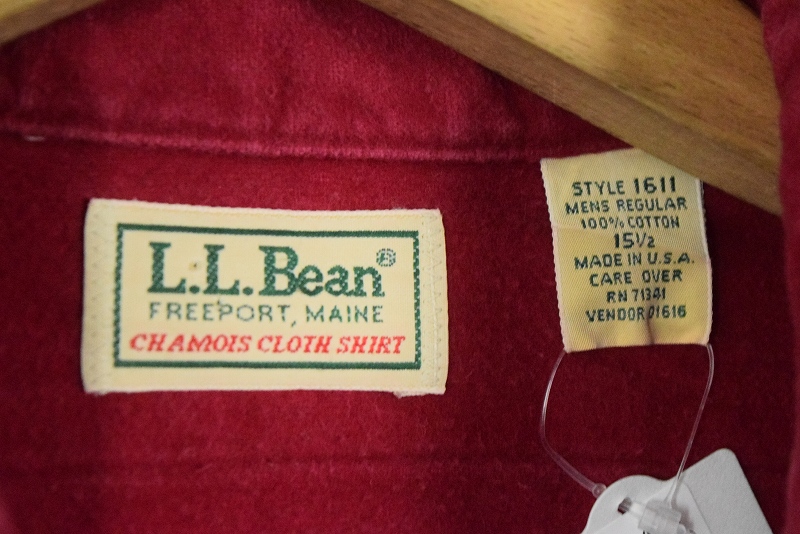 L.L.Bean®
FREEPORT, MAINE
CHAMOIS CLOTH SHIRT
STYLE 1611
MENS REGULAR
100% COTTON
15½
MADE IN U.S.A.
CARE OVER
RN 71341
VENDOR 01616